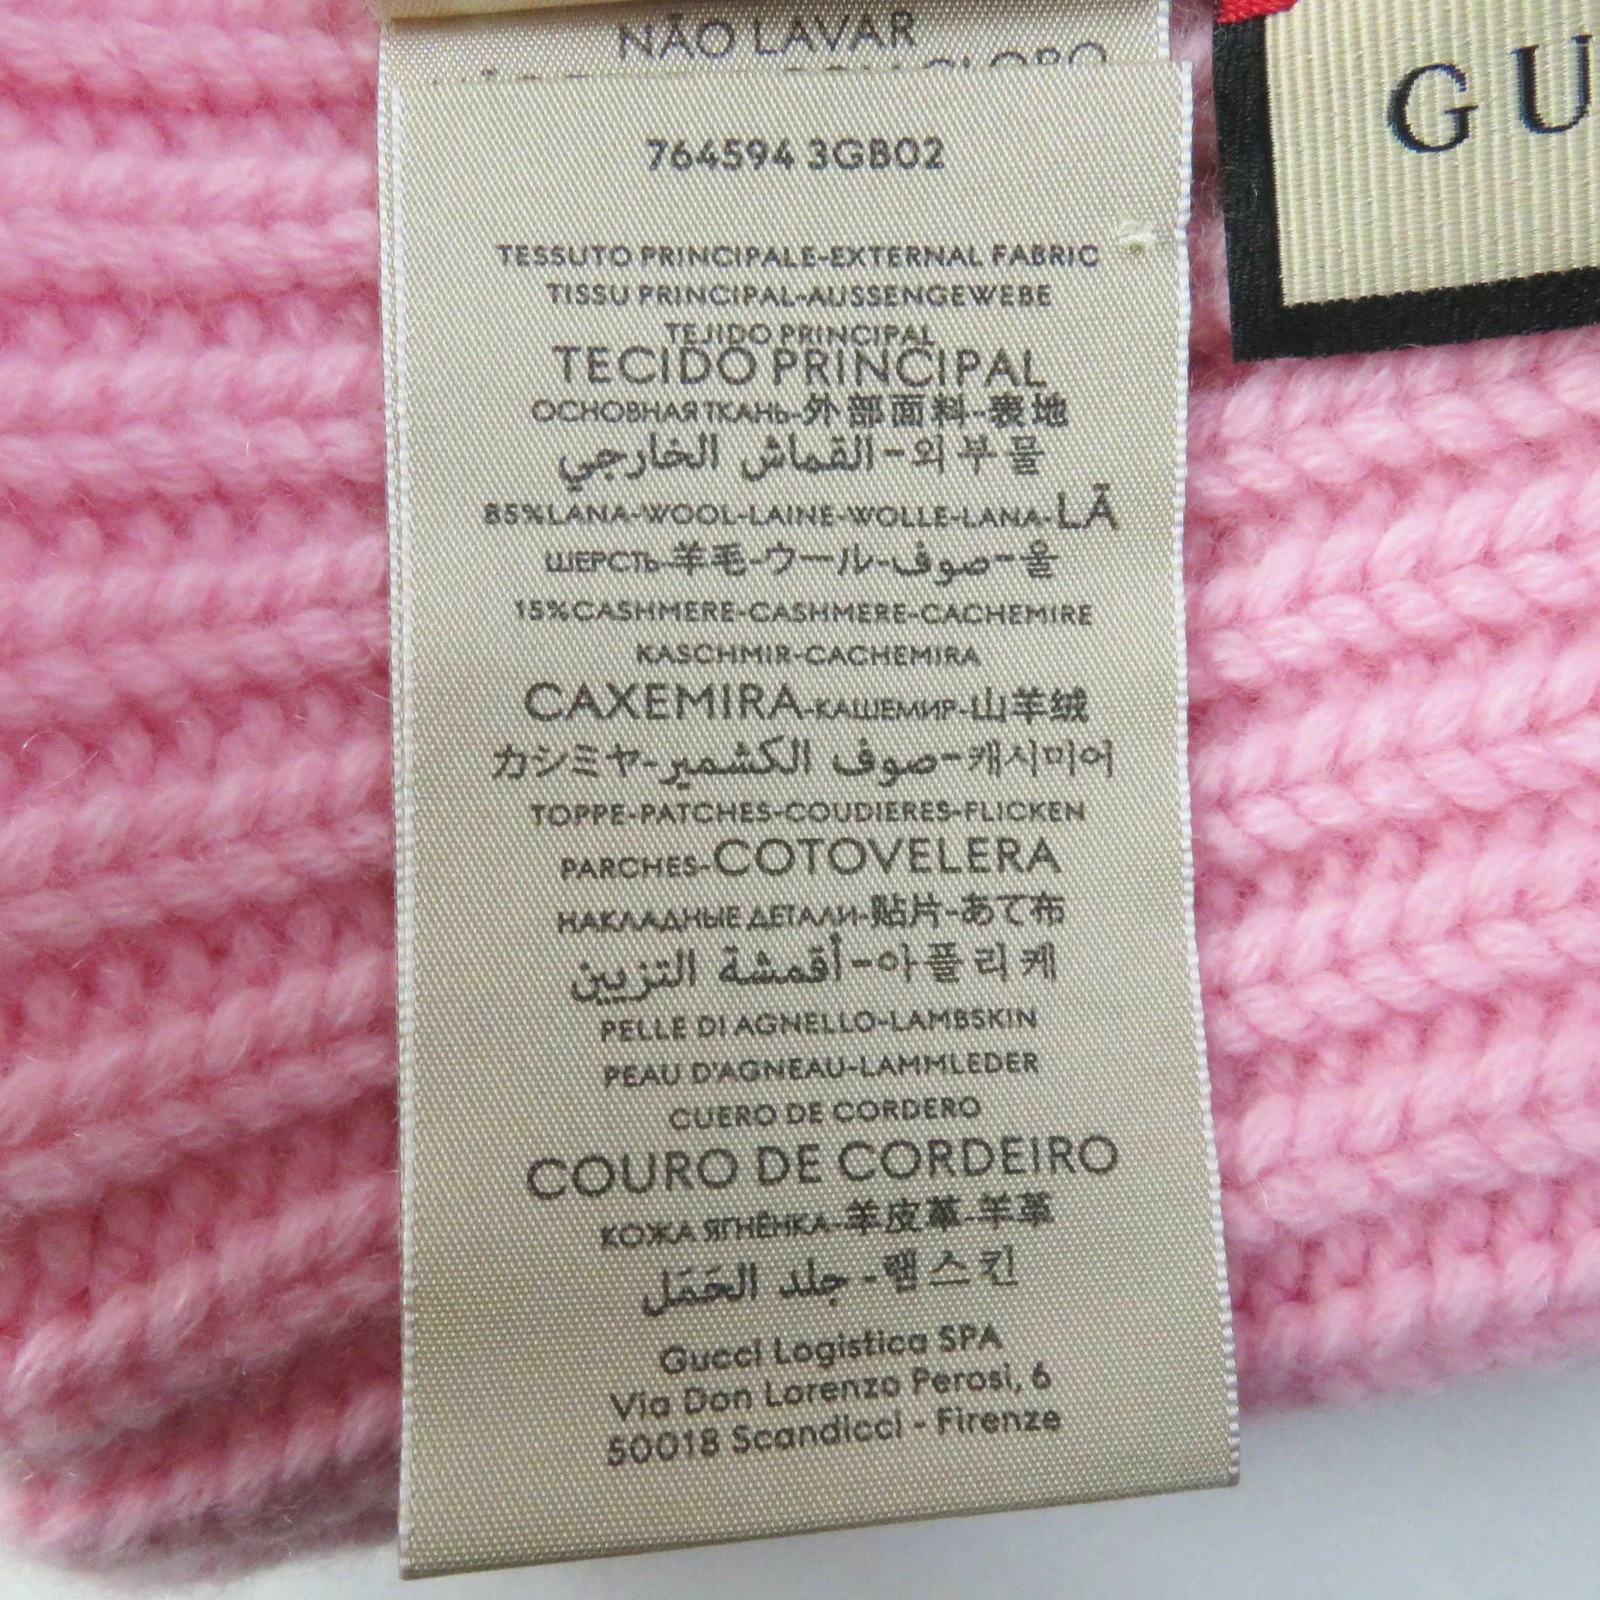 NÃO LAVAR
764594 3GB02
TESSUTO PRINCIPALE-EXTERNAL FABRIC
TISSU PRINCIPAL-AUSSENGEWEBE
TEJIDO PRINCIPAL
TECIDO PRINCIPAL
ОСНОВНАЯ ТКАНЬ-外部面料-表地
القماش الخارجي-외부물
85%LANA-WOOL-LAINE-WOLLE-LANA-LÃ
ШЕРСТЬ-羊毛-ウール-صوف-울
15%CASHMERE-CASHMERE-CACHEMIRE
KASCHMIR-CACHEMIRA
CAXEMIRA-КАШЕМИР-山羊绒
カシミヤ-صوف الكشمير-캐시미어
TOPPE-PATCHES-COUDIERES-FLICKEN
PARCHES-COTOVELERA
НАКЛАДНЫЕ ДЕТАЛИ-贴片-あて布
أقمشة التزيين-아플리케
PELLE DI AGNELLO-LAMBSKIN
PEAU D'AGNEAU-LAMMLEDER
CUERO DE CORDERO
COURO DE CORDEIRO
КОЖА ЯГНЁНКА-羊皮革-羊革
جلد الحَمَل-램스킨
Gucci Logistica SPA
Via Don Lorenzo Perosi, 6
50018 Scandicci - Firenze
GU